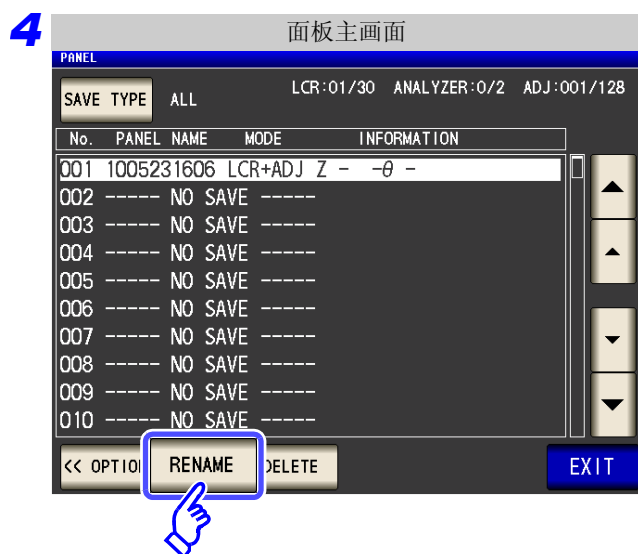 4
面板主画面
PANEL
SAVE TYPE ALL LCR:01/30 ANALYZER:0/2 ADJ:001/128
No. PANEL NAME MODE INFORMATION
001 1005231606 LCR+ADJ Z - -θ -
002 ----- NO SAVE -----
003 ----- NO SAVE -----
004 ----- NO SAVE -----
005 ----- NO SAVE -----
006 ----- NO SAVE -----
007 ----- NO SAVE -----
008 ----- NO SAVE -----
009 ----- NO SAVE -----
010 ----- NO SAVE -----
<< OPTIO RENAME DELETE EXIT